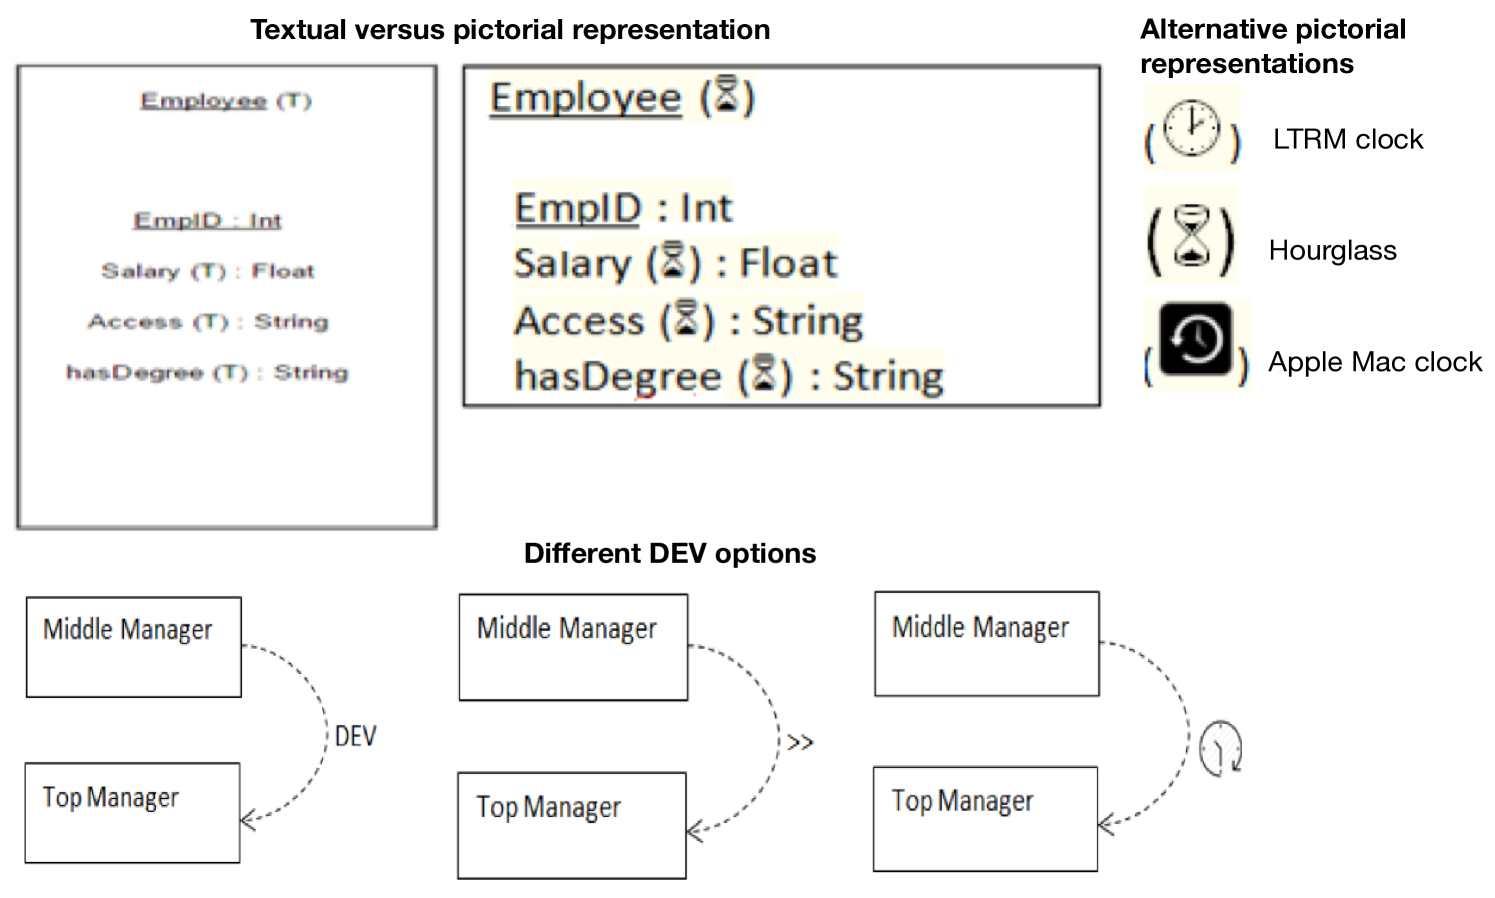 Textual versus pictorial representation
Employee (T)
EmpID : Int
Salary (T) : Float
Access (T) : String
hasDegree (T) : String
Employee (⌛)
EmpID : Int
Salary (⌛) : Float
Access (⌛) : String
hasDegree (⌛) : String
Alternative pictorial
representations
( ) LTRM clock
( ) Hourglass
( ) Apple Mac clock
Different DEV options
Middle Manager
DEV
Top Manager
Middle Manager
>>
Top Manager
Middle Manager
Top Manager